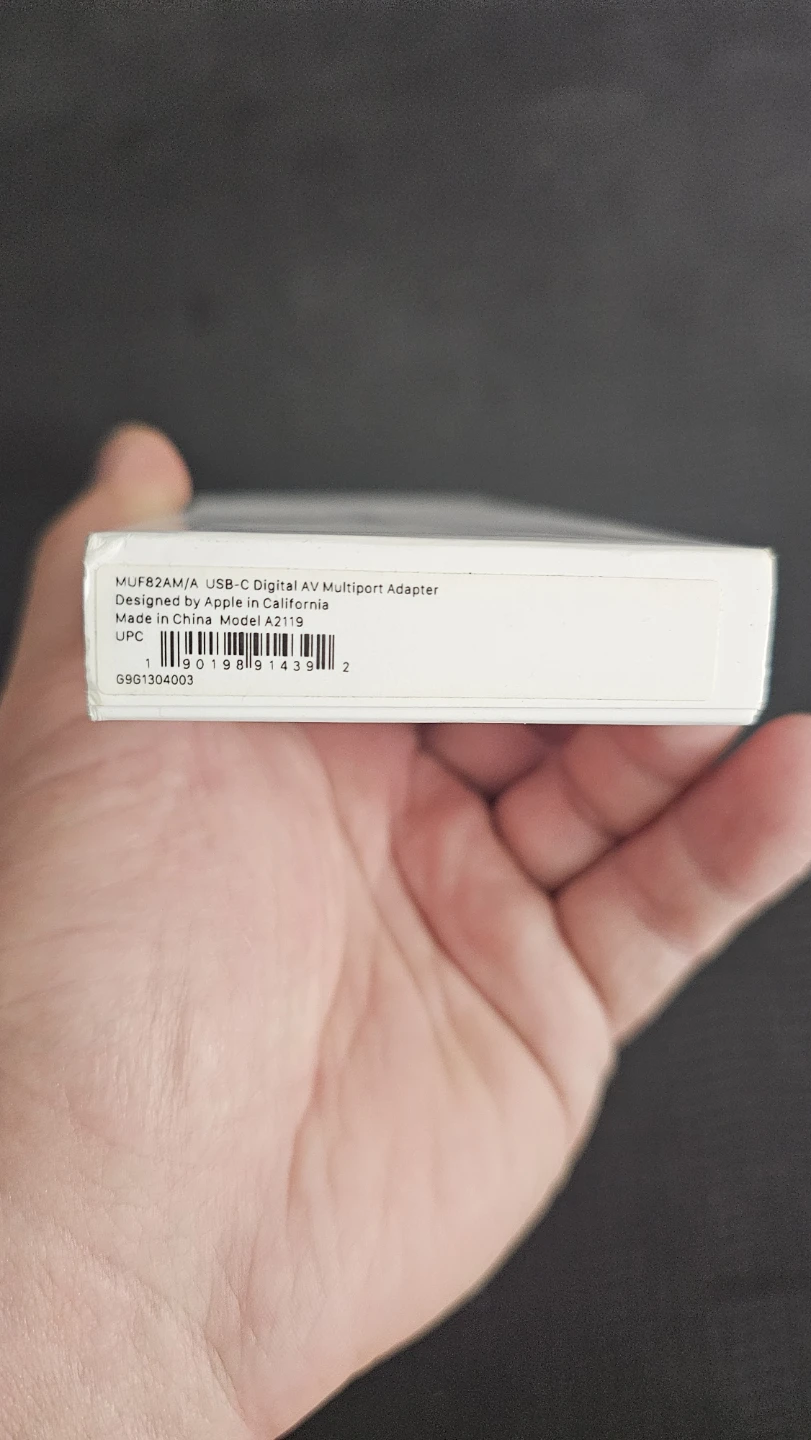 MUF82AM/A USB-C Digital AV Multiport Adapter
Designed by Apple in California
Made in China Model A2119
UPC
1 90198 91439 2
G9G1304003